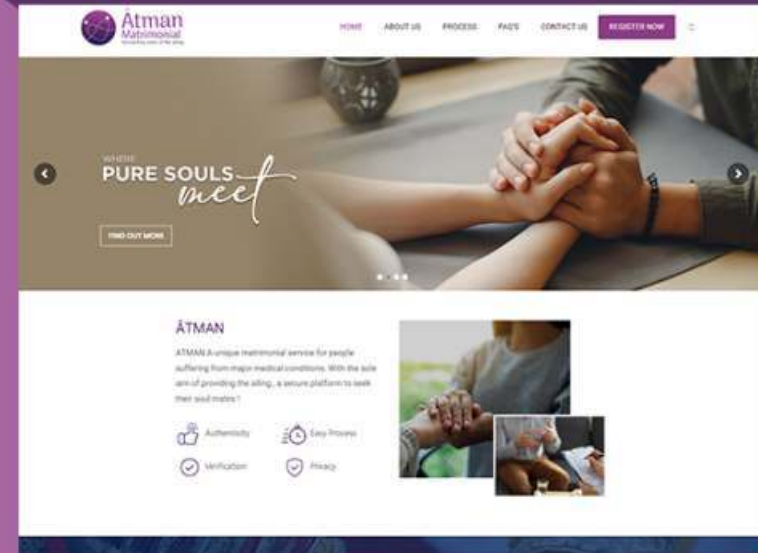 Ātman
Matrimonial
HOME ABOUT US PROCESS FAQ'S CONTACT US REGISTER NOW
WHERE
PURE SOULS
meet
FIND OUT MORE
ĀTMAN
ATMAN A unique matrimonial service for people
suffering from major medical conditions. With the sole
aim of providing the ailing, a secure platform to seek
their soul mates !
Authenticity Easy Process
Verification Privacy